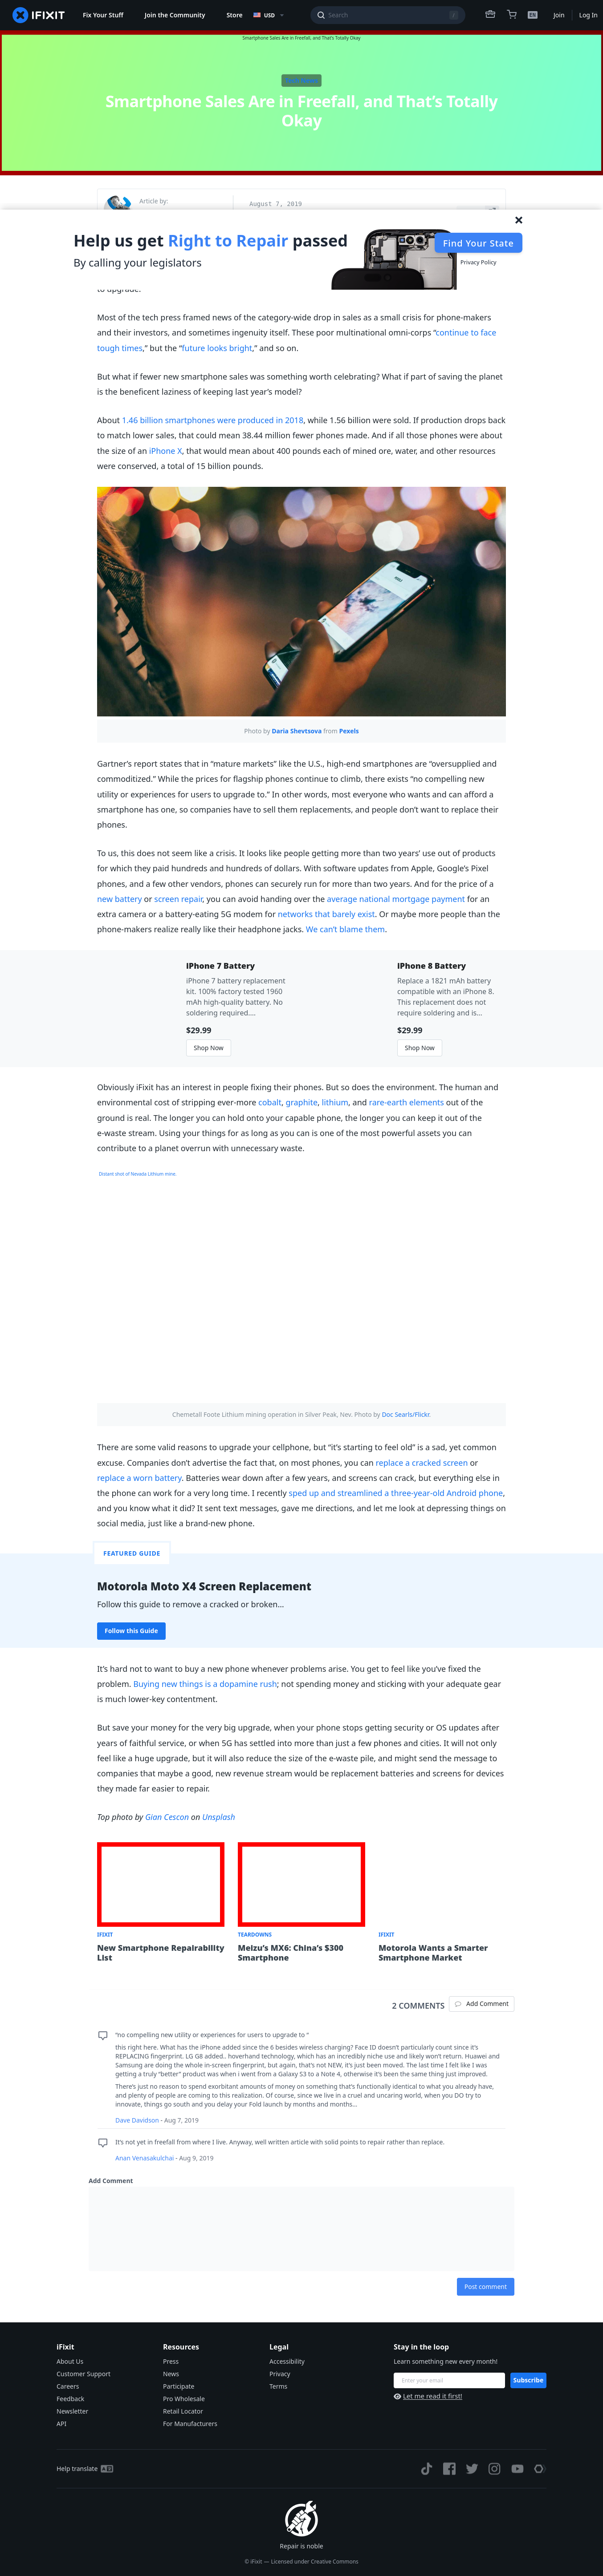 IFIXIT
Fix Your Stuff
Join the Community
Store
USD
Search
/
EN
Join
Log In
Smartphone Sales Are in Freefall, and That's Totally Okay
Smartphone Sales Are in Freefall, and That's Totally
Okay
Article by:
August 7, 2019
Help us get Right to Repair passed
By calling your legislators
Find Your State
Privacy Policy
to upgrade.
Most of the tech press framed news of the category-wide drop in sales as a small crisis for phone-makers
and their investors, and sometimes ingenuity itself. These poor multinational omni-corps “continue to face
tough times,” but the “future looks bright,” and so on.
But what if fewer new smartphone sales was something worth celebrating? What if part of saving the planet
is the beneficent laziness of keeping last year’s model?
About 1.46 billion smartphones were produced in 2018, while 1.56 billion were sold. If production drops back
to match lower sales, that could mean 38.44 million fewer phones made. And if all those phones were about
the size of an iPhone X, that would mean about 400 pounds each of mined ore, water, and other resources
were conserved, a total of 15 billion pounds.
Photo by Daria Shevtsova from Pexels
Gartner’s report states that in “mature markets” like the U.S., high-end smartphones are “oversupplied and
commoditized.” While the prices for flagship phones continue to climb, there exists “no compelling new
utility or experiences for users to upgrade to.” In other words, most everyone who wants and can afford a
smartphone has one, so companies have to sell them replacements, and people don’t want to replace their
phones.
To us, this does not seem like a crisis. It looks like people getting more than two years’ use out of products
for which they paid hundreds and hundreds of dollars. With software updates from Apple, Google’s Pixel
phones, and a few other vendors, phones can securely run for more than two years. And for the price of a
new battery or screen repair, you can avoid handing over the average national mortgage payment for an
extra camera or a battery-eating 5G modem for networks that barely exist. Or maybe more people than the
phone-makers realize really like their headphone jacks. We can’t blame them.
iPhone 7 Battery
iPhone 7 battery replacement
kit. 100% factory tested 1960
mAh high-quality battery. No
soldering required....
$29.99
Shop Now
iPhone 8 Battery
Replace a 1821 mAh battery
compatible with an iPhone 8.
This replacement does not
require soldering and is...
$29.99
Shop Now
Obviously iFixit has an interest in people fixing their phones. But so does the environment. The human and
environmental cost of stripping ever-more cobalt, graphite, lithium, and rare-earth elements out of the
ground is real. The longer you can hold onto your capable phone, the longer you can keep it out of the
e-waste stream. Using your things for as long as you can is one of the most powerful assets you can
contribute to a planet overrun with unnecessary waste.
Distant shot of Nevada Lithium mine.
Chemetall Foote Lithium mining operation in Silver Peak, Nev. Photo by Doc Searls/Flickr.
There are some valid reasons to upgrade your cellphone, but “it’s starting to feel old” is a sad, yet common
excuse. Companies don’t advertise the fact that, on most phones, you can replace a cracked screen or
replace a worn battery. Batteries wear down after a few years, and screens can crack, but everything else in
the phone can work for a very long time. I recently sped up and streamlined a three-year-old Android phone,
and you know what it did? It sent text messages, gave me directions, and let me look at depressing things on
social media, just like a brand-new phone.
FEATURED GUIDE
Motorola Moto X4 Screen Replacement
Follow this guide to remove a cracked or broken...
Follow this Guide
It’s hard not to want to buy a new phone whenever problems arise. You get to feel like you’ve fixed the
problem. Buying new things is a dopamine rush; not spending money and sticking with your adequate gear
is much lower-key contentment.
But save your money for the very big upgrade, when your phone stops getting security or OS updates after
years of faithful service, or when 5G has settled into more than just a few phones and cities. It will not only
feel like a huge upgrade, but it will also reduce the size of the e-waste pile, and might send the message to
companies that maybe a good, new revenue stream would be replacement batteries and screens for devices
they made far easier to repair.
Top photo by Gian Cescon on Unsplash
IFIXIT
New Smartphone Repairability
List
TEARDOWNS
Meizu’s MX6: China’s $300
Smartphone
IFIXIT
Motorola Wants a Smarter
Smartphone Market
2 COMMENTS
Add Comment
“no compelling new utility or experiences for users to upgrade to “
this right here. What has the iPhone added since the 6 besides wireless charging? Face ID doesn’t particularly count since it’s
REPLACING fingerprint. LG G8 added.. hoverhand technology, which has an incredibly niche use and likely won’t return. Huawei and
Samsung are doing the whole in-screen fingerprint, but again, that’s not NEW, it’s just been moved. The last time I felt like I was
getting a truly “better” product was when i went from a Galaxy S3 to a Note 4, otherwise it’s been the same thing just improved.
There’s just no reason to spend exorbitant amounts of money on something that’s functionally identical to what you already have,
and plenty of people are coming to this realization. Of course, since we live in a cruel and uncaring world, when you DO try to
innovate, things go south and you delay your Fold launch by months and months...
Dave Davidson - Aug 7, 2019
It’s not yet in freefall from where I live. Anyway, well written article with solid points to repair rather than replace.
Anan Venasakulchai - Aug 9, 2019
Add Comment
Post comment
iFixit
About Us
Customer Support
Careers
Feedback
Newsletter
API
Resources
Press
News
Participate
Pro Wholesale
Retail Locator
For Manufacturers
Legal
Accessibility
Privacy
Terms
Stay in the loop
Learn something new every month!
Enter your email
Subscribe
Let me read it first!
Help translate
Repair is noble
© iFixit — Licensed under Creative Commons